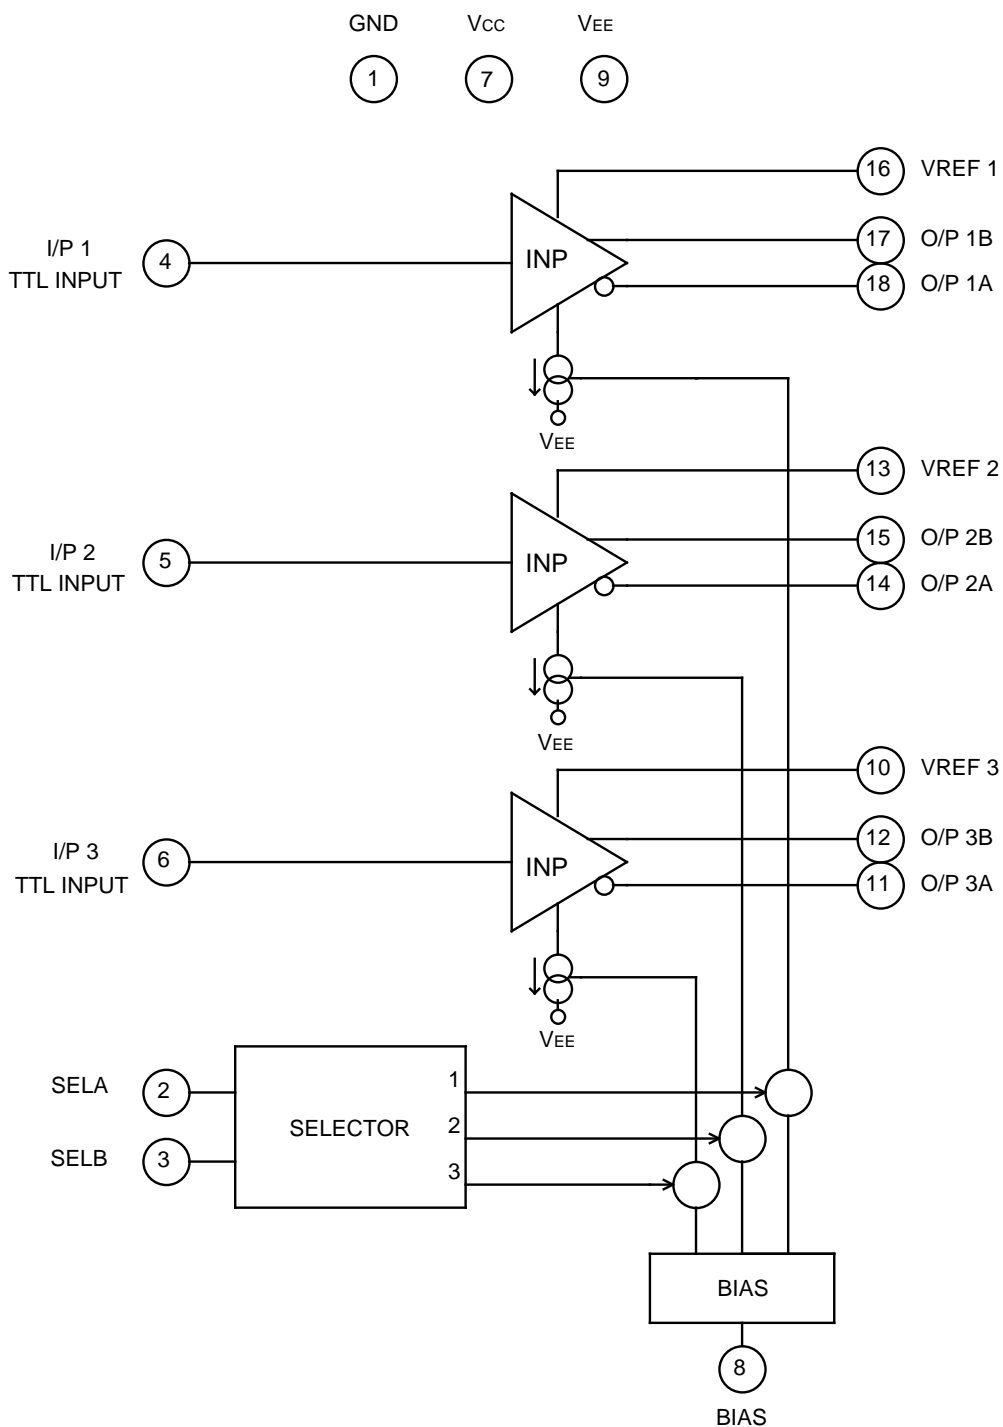 GND VCC VEE
1 7 9
16 VREF 1
I/P 1
TTL INPUT
4
INP
17 O/P 1B
18 O/P 1A
VEE
13 VREF 2
I/P 2
TTL INPUT
5
INP
15 O/P 2B
14 O/P 2A
VEE
10 VREF 3
I/P 3
TTL INPUT
6
INP
12 O/P 3B
11 O/P 3A
VEE
SELA 2
SELB 3
SELECTOR
1
2
3
BIAS
8
BIAS